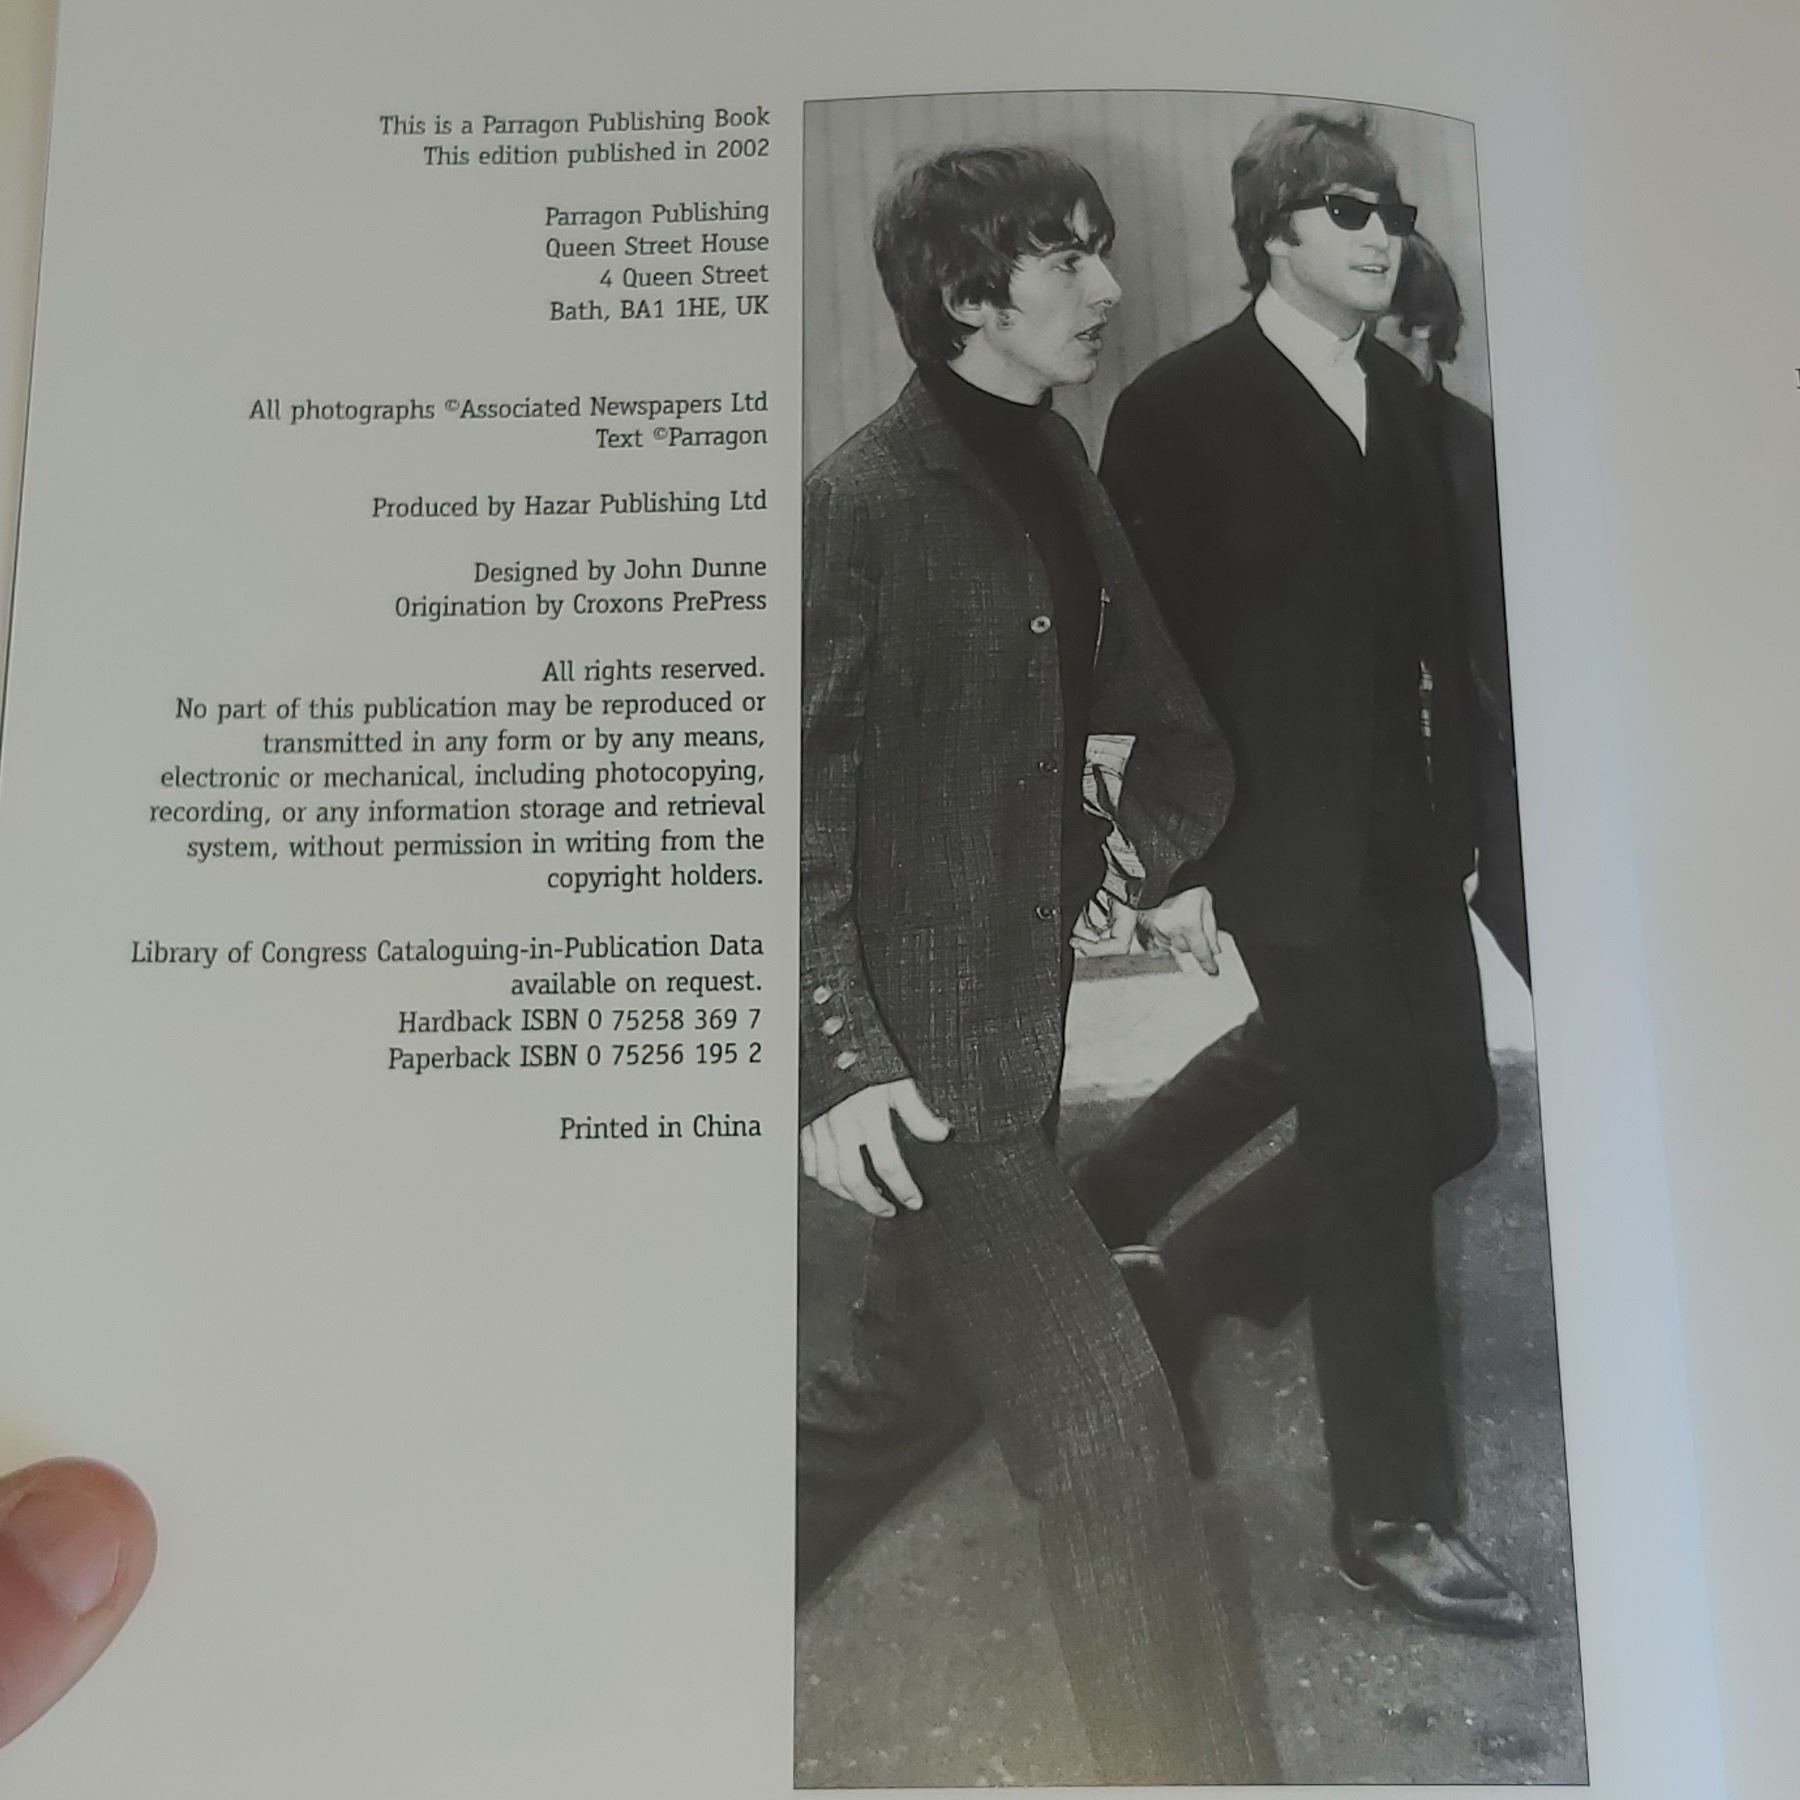 This is a Parragon Publishing Book
This edition published in 2002
Parragon Publishing
Queen Street House
4 Queen Street
Bath, BA1 1HE, UK
All photographs ©Associated Newspapers Ltd
Text ©Parragon
Produced by Hazar Publishing Ltd
Designed by John Dunne
Origination by Croxons PrePress
All rights reserved.
No part of this publication may be reproduced or
transmitted in any form or by any means,
electronic or mechanical, including photocopying,
recording, or any information storage and retrieval
system, without permission in writing from the
copyright holders.
Library of Congress Cataloguing-in-Publication Data
available on request.
Hardback ISBN 0 75258 369 7
Paperback ISBN 0 75256 195 2
Printed in China